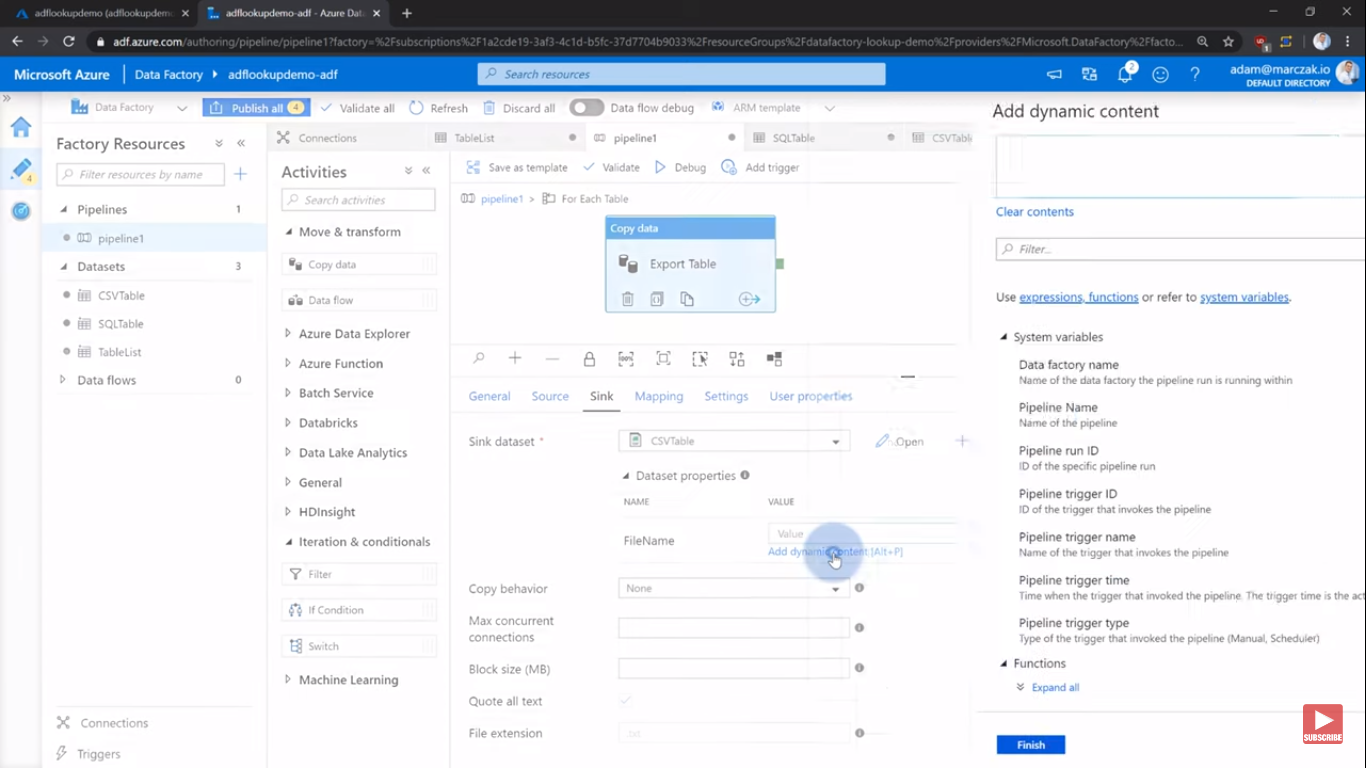 adflookupdemo (adflookupdem
adflookupdemo-adf - Azure Dat
adf.azure.com/authoring/pipeline/pipeline1?factory=%2Fsubscriptions%2F1a2cde19-3af3-4c1d-b5fc-37d7704b9033%2FresourceGroups%2Fdatafactory-lookup-demo%2Fproviders%2FMicrosoft.DataFactory%2Ffacto...
Microsoft Azure
Data Factory
adflookupdemo-adf
Search resources
2
adam@marczak.io
DEFAULT DIRECTORY
Data Factory
Publish all 4
Validate all
Refresh
Discard all
Data flow debug
ARM template
Add dynamic content
Factory Resources
Filter resources by name
Pipelines 1
pipeline1
Datasets 3
CSVTable
SQLTable
TableList
Data flows 0
Connections
Triggers
4
Connections
TableList
pipeline1
SQLTable
CSVTabl
Activities
Search activities
Move & transform
Copy data
Data flow
Azure Data Explorer
Azure Function
Batch Service
Databricks
Data Lake Analytics
General
HDInsight
Iteration & conditionals
Filter
If Condition
Switch
Machine Learning
Save as template
Validate
Debug
Add trigger
pipeline1 > For Each Table
Copy data
Export Table
General
Source
Sink
Mapping
Settings
User properties
Sink dataset *
CSVTable
Open
Dataset properties
NAME
VALUE
FileName
Value
Add dynamic content [Alt+P]
Copy behavior
None
Max concurrent
connections
Block size (MB)
Quote all text
File extension
.txt
Clear contents
Filter...
Use expressions, functions or refer to system variables.
System variables
Data factory name
Name of the data factory the pipeline run is running within
Pipeline Name
Name of the pipeline
Pipeline run ID
ID of the specific pipeline run
Pipeline trigger ID
ID of the trigger that invokes the pipeline
Pipeline trigger name
Name of the trigger that invokes the pipeline
Pipeline trigger time
Time when the trigger that invoked the pipeline. The trigger time is the act
Pipeline trigger type
Type of the trigger that invoked the pipeline (Manual, Scheduler)
Functions
Expand all
Finish
SUBSCRIBE